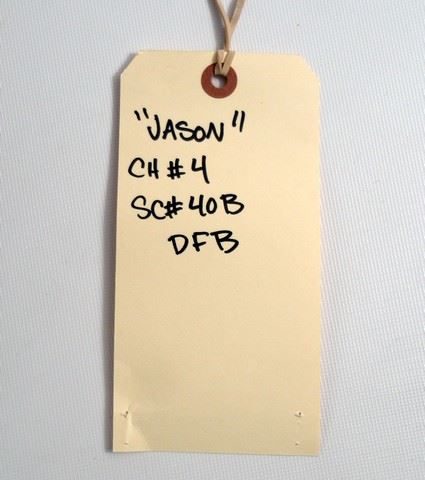 "JASON"
CH #4
SC# 40B
DFB